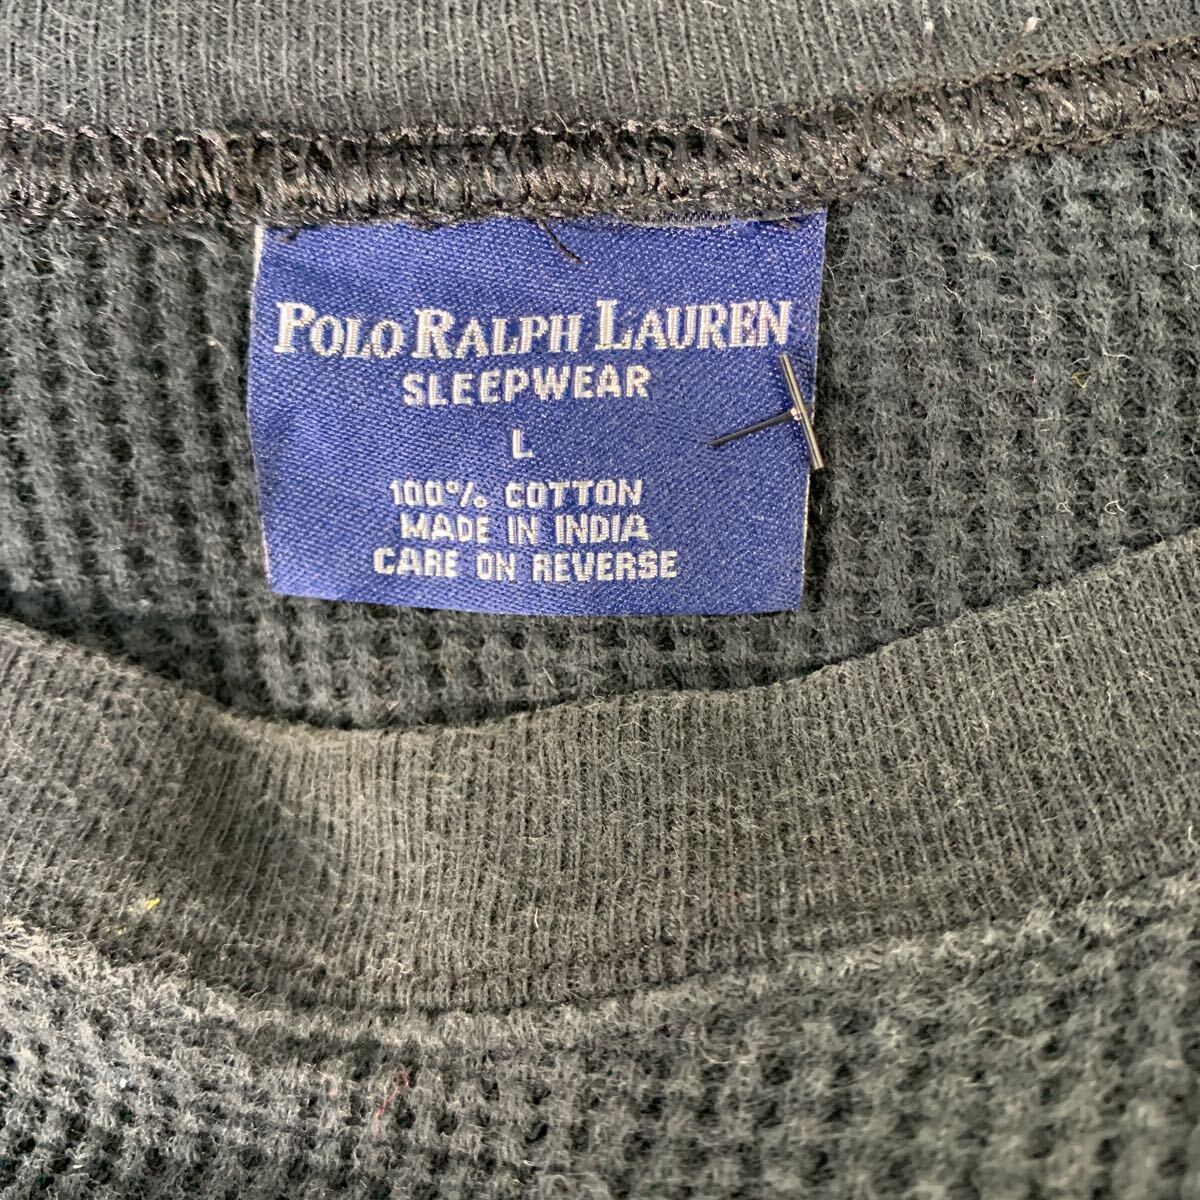 POLO RALPH LAUREN
SLEEPWEAR
L
100% COTTON
MADE IN INDIA
CARE ON REVERSE